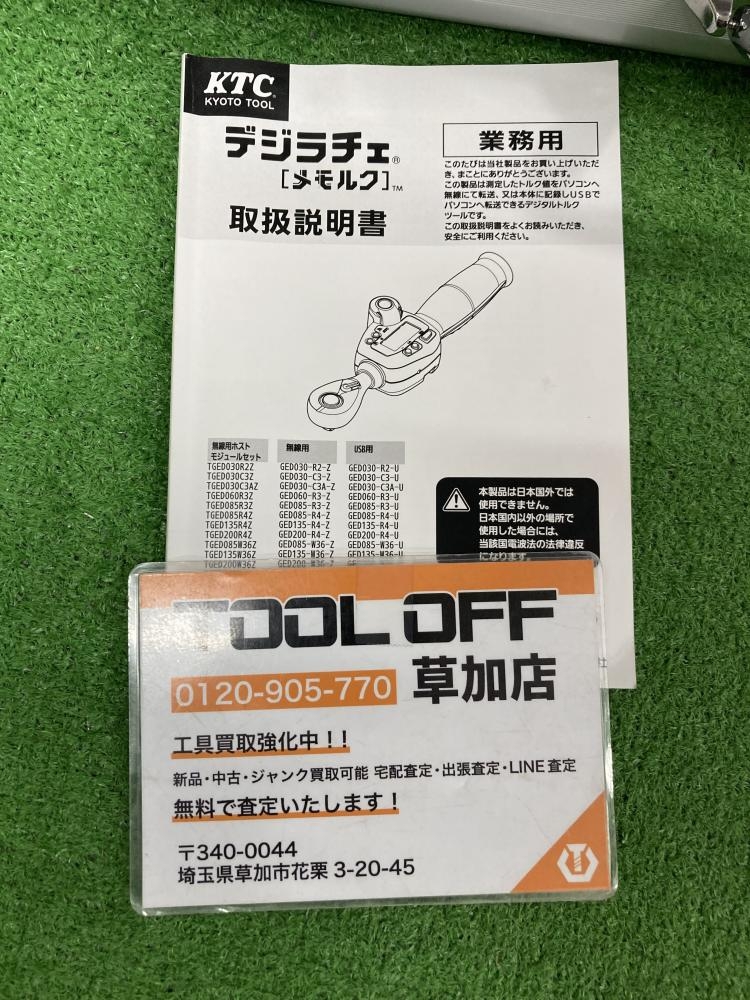 KTC
KYOTO TOOL
デジラチェ®
[メモルク]™
取扱説明書
業務用
このたびは当社製品をお買い上げいただ
き、まことにありがとうございます。
この製品は測定したトルク値をパソコンへ
無線にて転送、又は本体に記録しUSBで
パソコンへ転送できるデジタルトルク
ツールです。
この取扱説明書をよくお読みいただき、
安全にご利用ください。
無線用ホスト
モジュールセット 無線用 USB用
TGED030R2Z GED030-R2-Z GED030-R2-U
TGED030C3Z GED030-C3-Z GED030-C3-U
TGED030C3AZ GED030-C3A-Z GED030-C3A-U
TGED060R3Z GED060-R3-Z GED060-R3-U
TGED085R3Z GED085-R3-Z GED085-R3-U
TGED085R4Z GED085-R4-Z GED085-R4-U
TGED135R4Z GED135-R4-Z GED135-R4-U
TGED200R4Z GED200-R4-Z GED200-R4-U
TGED085W36Z GED085-W36-Z GED085-W36-U
TGED135W36Z GED135-W36-Z GED135-W36-U
TGED200W36Z GED200-W36-Z
本製品は日本国外では
使用できません。
日本国内以外の場所で
使用した場合には、
当該国電波法の法律違反
になります。
TOOL OFF
0120-905-770 草加店
工具買取強化中!!
新品・中古・ジャンク買取可能 宅配査定・出張査定・LINE査定
無料で査定いたします!
〒340-0044
埼玉県草加市花栗 3-20-45